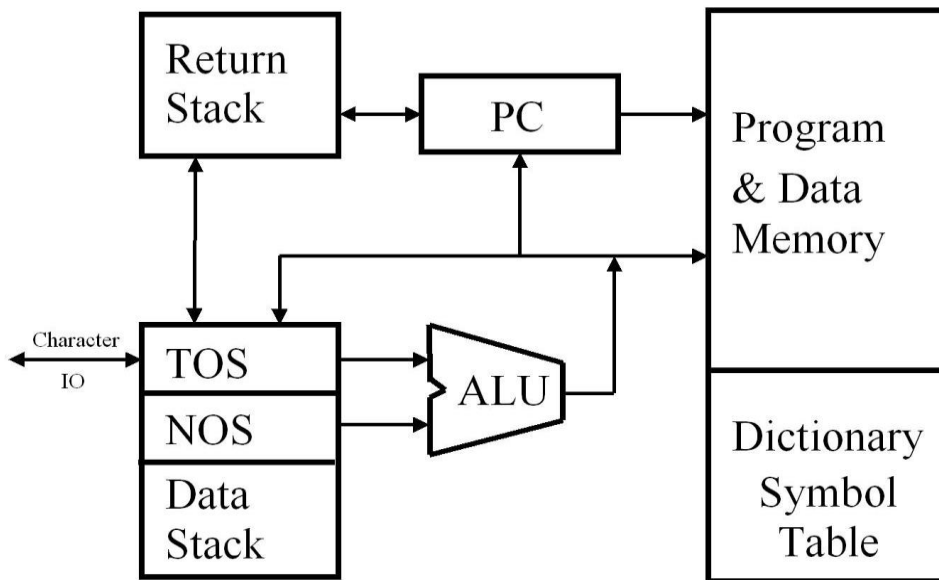 Return
Stack
PC
Program
& Data
Memory
Character
IO
TOS
NOS
Data
Stack
ALU
Dictionary
Symbol
Table